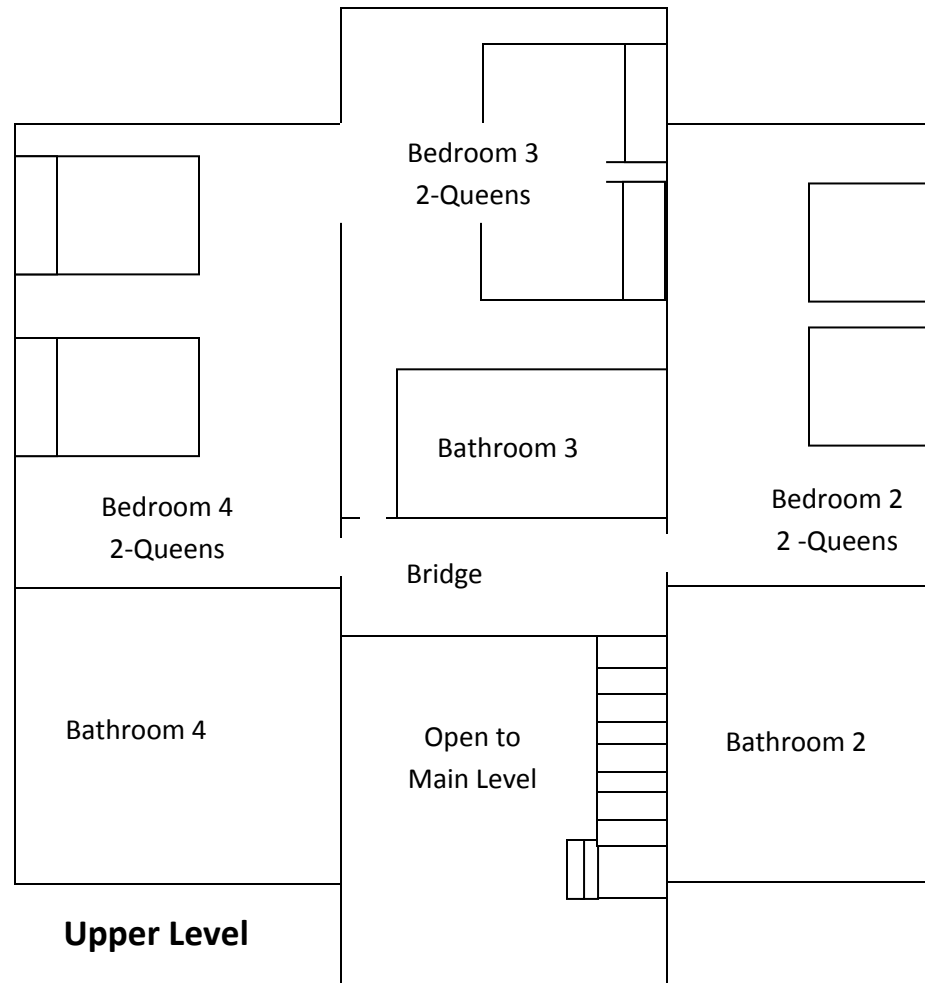 Bedroom 3
2-Queens
Bathroom 3
Bedroom 4
2-Queens
Bedroom 2
2 -Queens
Bridge
Bathroom 4
Open to
Main Level
Bathroom 2
Upper Level